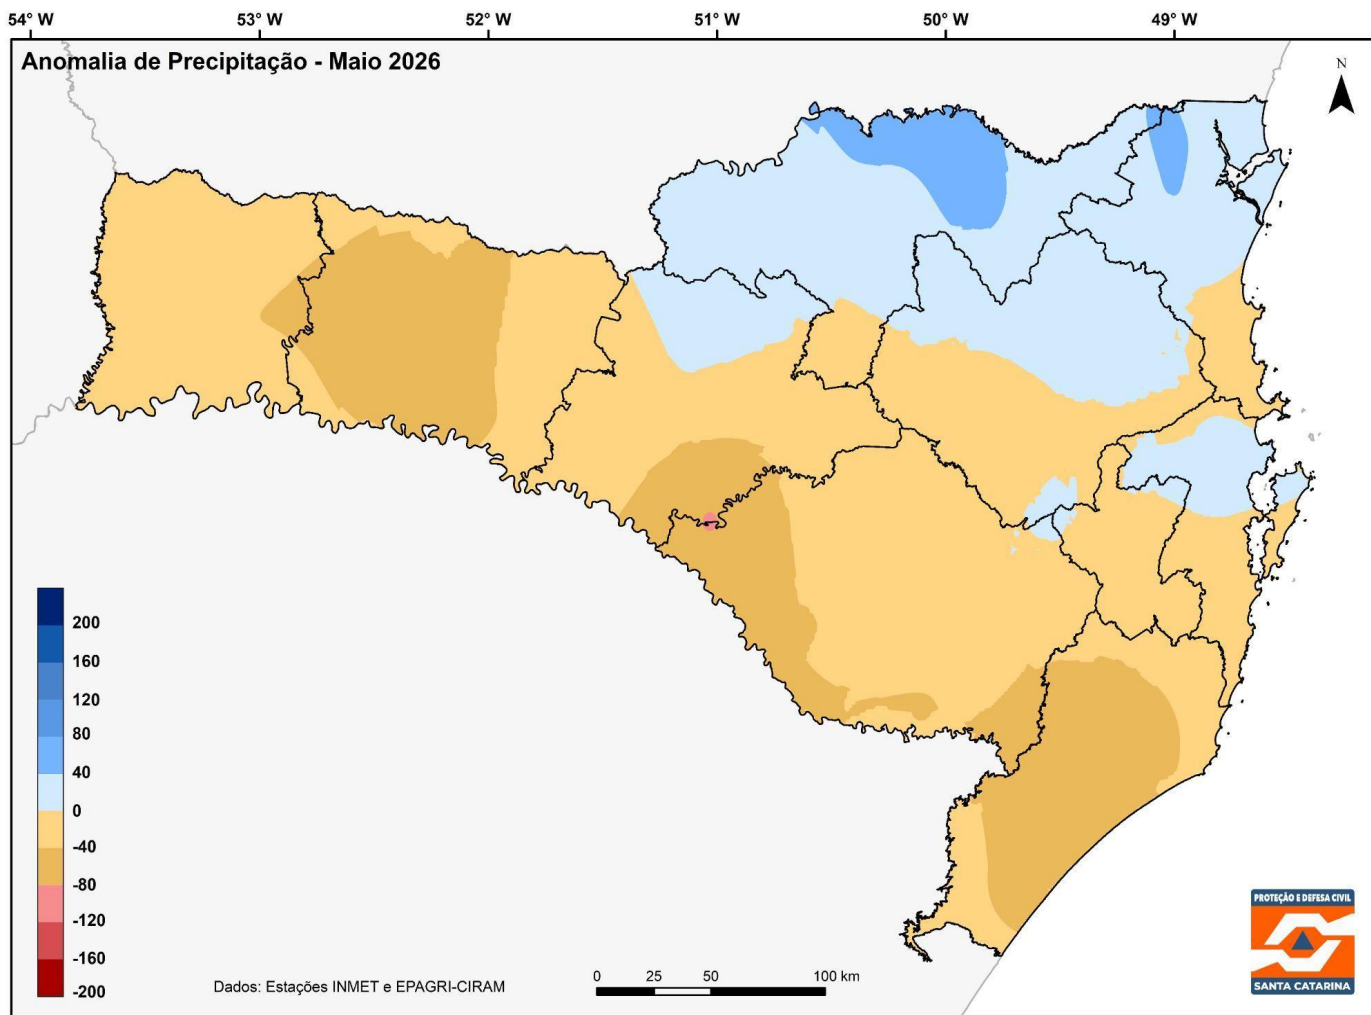 54° W 53° W 52° W 51° W 50° W 49° W
Anomalia de Precipitação - Maio 2026
N
200
160
120
80
40
0
-40
-80
-120
-160
-200
Dados: Estações INMET e EPAGRI-CIRAM
0 25 50 100 km
PROTEÇÃO E DEFESA CIVIL
SANTA CATARINA